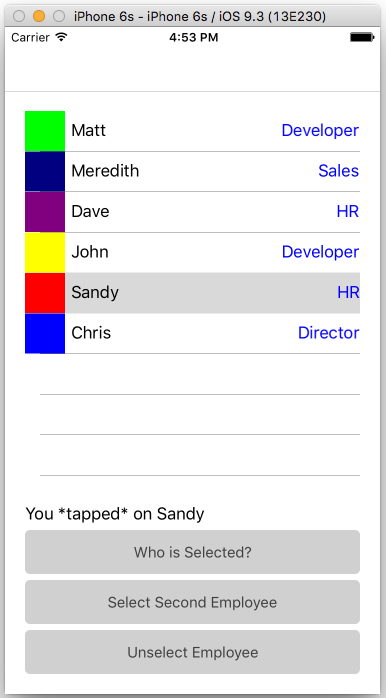 iPhone 6s - iPhone 6s / iOS 9.3 (13E230)
Carrier 4:53 PM
Matt Developer
Meredith Sales
Dave HR
John Developer
Sandy HR
Chris Director
You *tapped* on Sandy
Who is Selected?
Select Second Employee
Unselect Employee